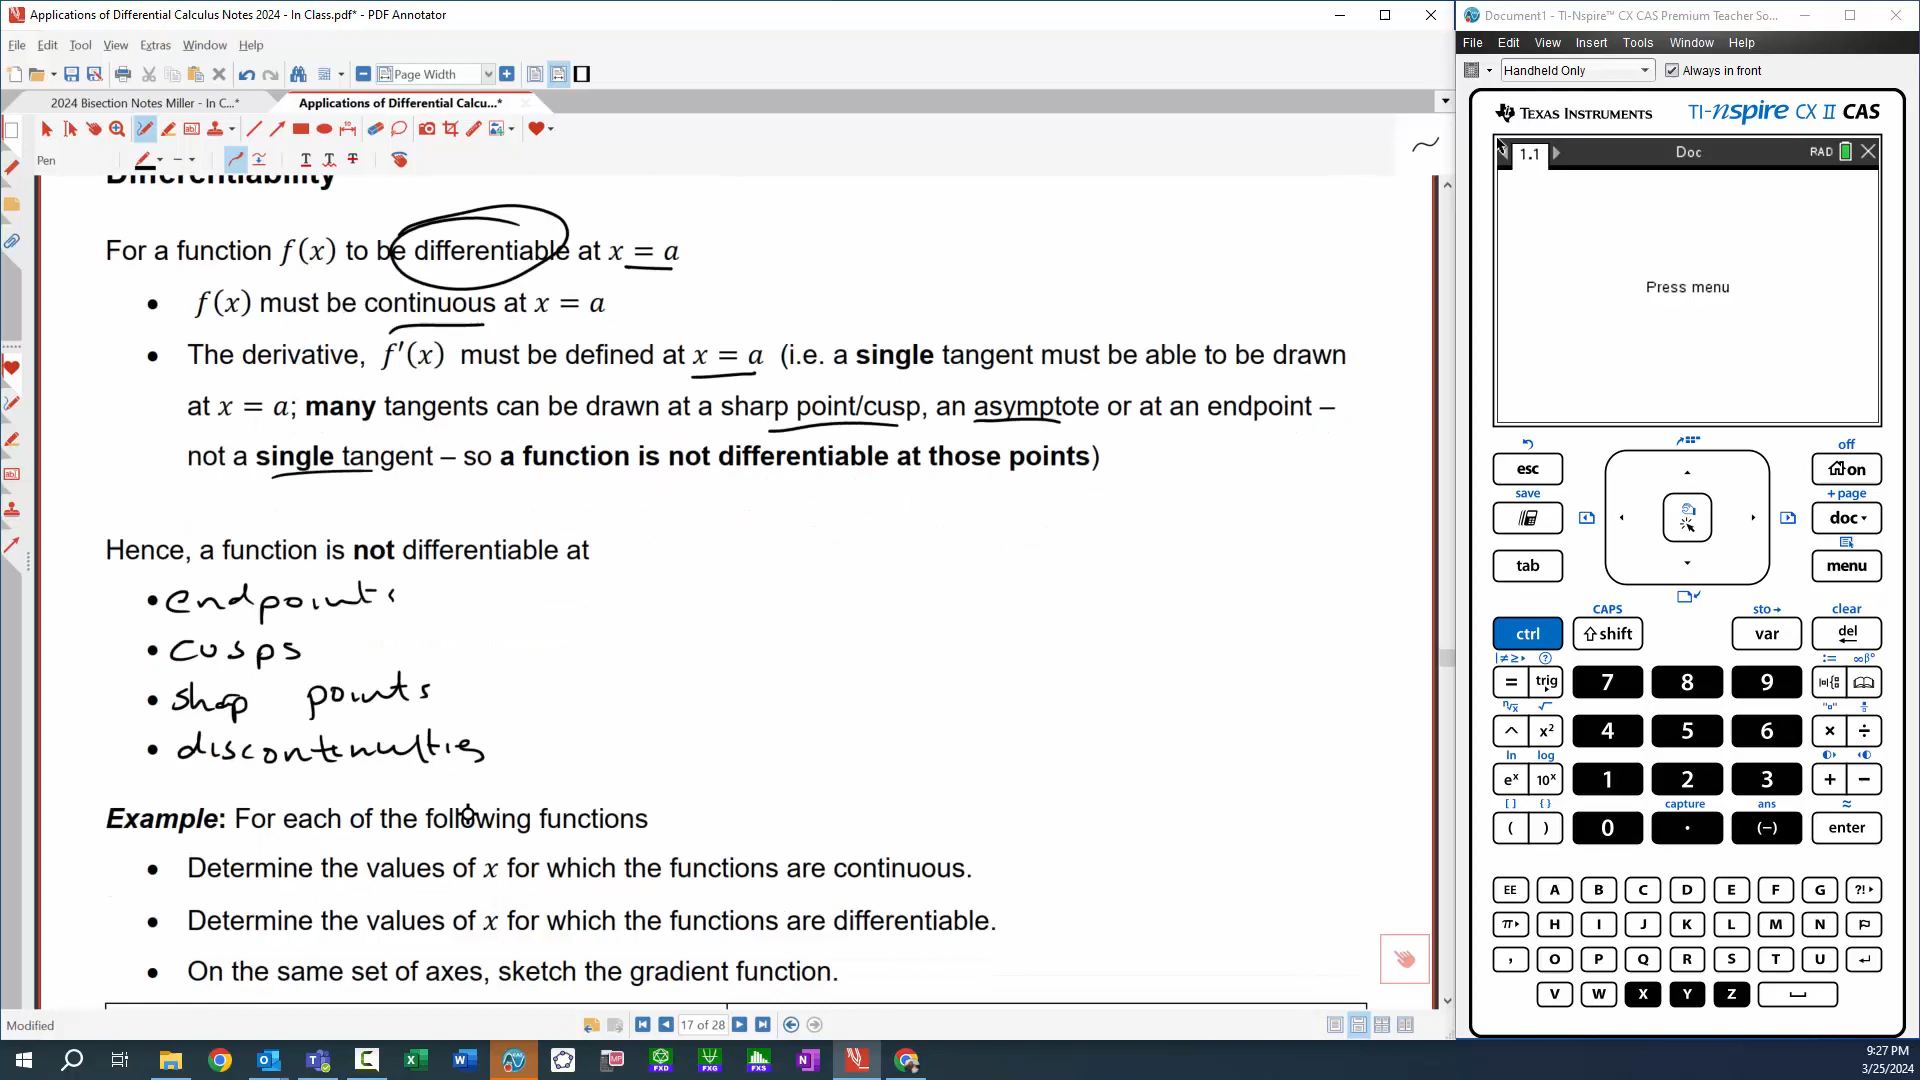 Applications of Differential Calculus Notes 2024 - In Class.pdf* - PDF Annotator
File Edit Tool View Extras Window Help
Page Width
2024 Bisection Notes Miller - In C...*
Applications of Differential Calcu...*
Pen
Differentiability
For a function f(x) to be differentiable at x = a
• f(x) must be continuous at x = a
• The derivative, f′(x) must be defined at x = a (i.e. a single tangent must be able to be drawn
at x = a; many tangents can be drawn at a sharp point/cusp, an asymptote or at an endpoint –
not a single tangent – so a function is not differentiable at those points)
Hence, a function is not differentiable at
• endpoints
• cusps
• shap points
• discontinuities
Example: For each of the following functions
• Determine the values of x for which the functions are continuous.
• Determine the values of x for which the functions are differentiable.
• On the same set of axes, sketch the gradient function.
Modified
17 of 28
Document1 - TI-Nspire™ CX CAS Premium Teacher So...
File Edit View Insert Tools Window Help
Handheld Only
Always in front
TEXAS INSTRUMENTS
TI-nspire CX II CAS
1.1 Doc RAD
Press menu
off
esc on
save + page
doc
tab menu
CAPS sto→ clear
ctrl shift var del
= trig 7 8 9
^ x² 4 5 6 × ÷
ln log
eˣ 10ˣ 1 2 3 + −
[ ] { } capture ans ≈
( ) 0 . (−) enter
EE A B C D E F G ?!
π H I J K L M N
, O P Q R S T U
V W X Y Z
FXD FXG FXS
9:27 PM
3/25/2024